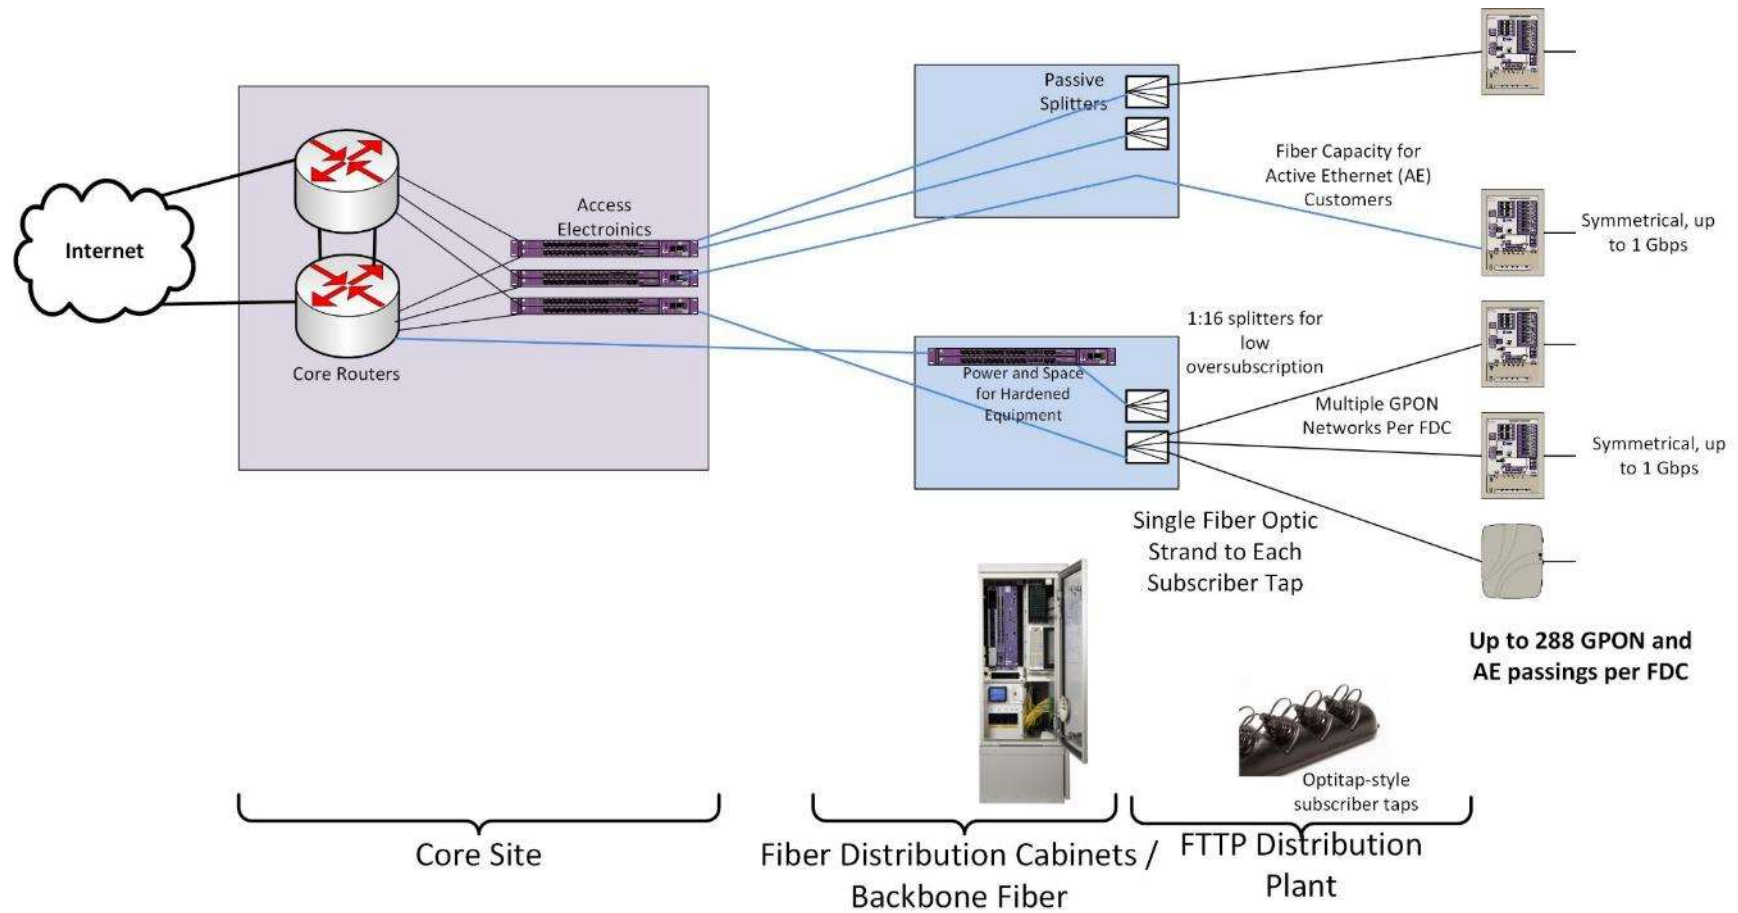 Internet
Core Routers
Access
Electroinics
Passive
Splitters
Fiber Capacity for
Active Ethernet (AE)
Customers
Symmetrical, up
to 1 Gbps
Power and Space
for Hardened
Equipment
1:16 splitters for
low
oversubscription
Multiple GPON
Networks Per FDC
Symmetrical, up
to 1 Gbps
Single Fiber Optic
Strand to Each
Subscriber Tap
Up to 288 GPON and
AE passings per FDC
Optitap-style
subscriber taps
Core Site
Fiber Distribution Cabinets /
Backbone Fiber
FTTP Distribution
Plant